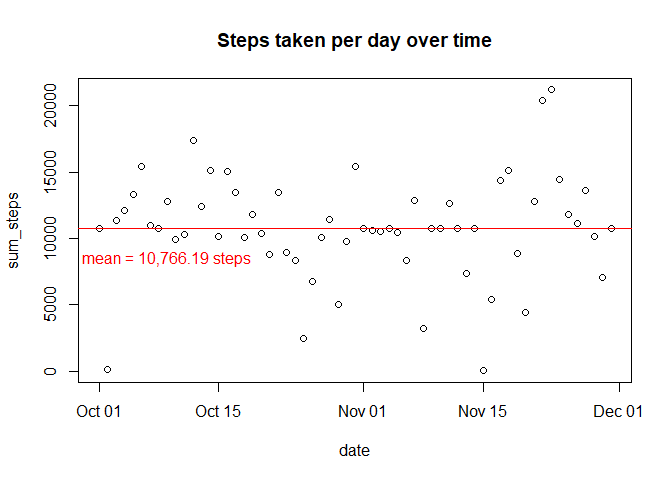 Steps taken per day over time
sum_steps
20000
15000
10000
5000
0
mean = 10,766.19 steps
Oct 01 Oct 15 Nov 01 Nov 15 Dec 01
date